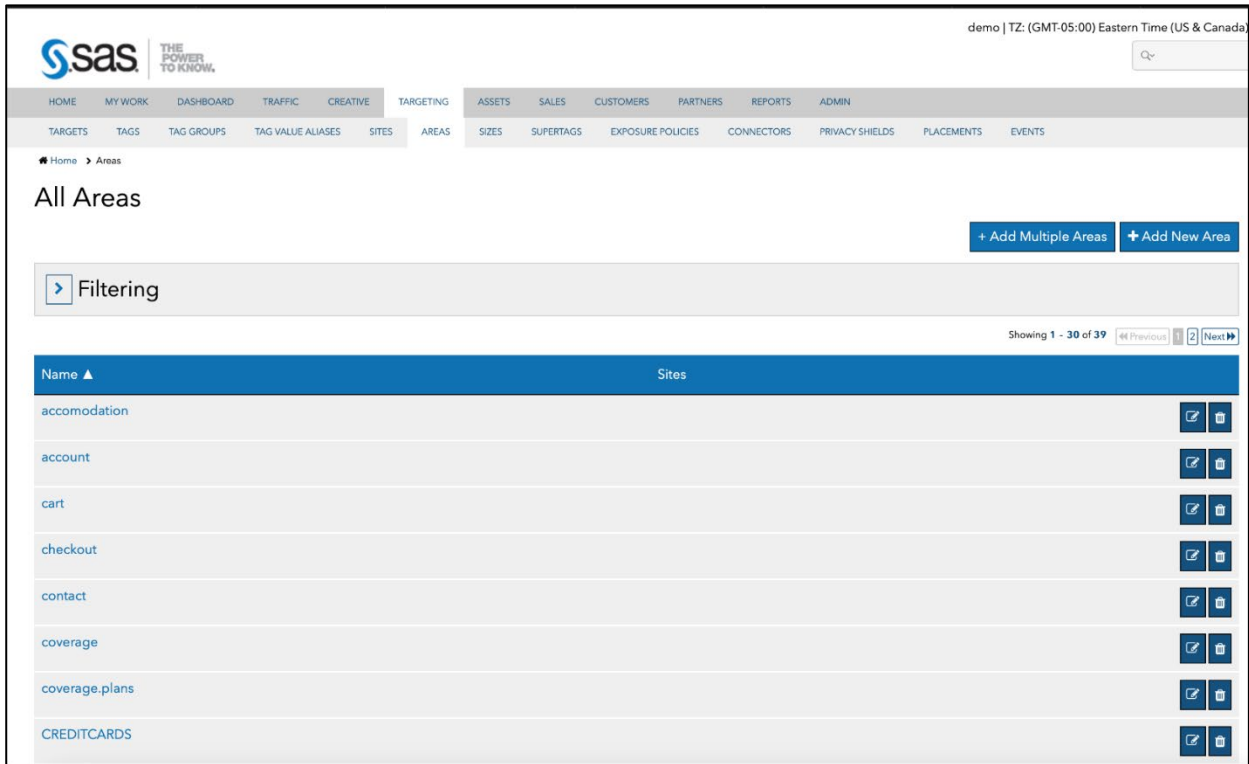 demo | TZ: (GMT-05:00) Eastern Time (US & Canada)
sas THE POWER TO KNOW.
HOME MY WORK DASHBOARD TRAFFIC CREATIVE TARGETING ASSETS SALES CUSTOMERS PARTNERS REPORTS ADMIN
TARGETS TAGS TAG GROUPS TAG VALUE ALIASES SITES AREAS SIZES SUPERTAGS EXPOSURE POLICIES CONNECTORS PRIVACY SHIELDS PLACEMENTS EVENTS
Home > Areas
All Areas
+ Add Multiple Areas + Add New Area
> Filtering
Showing 1 - 30 of 39 Previous 1 2 Next
Name ▲ Sites
accomodation
account
cart
checkout
contact
coverage
coverage.plans
CREDITCARDS